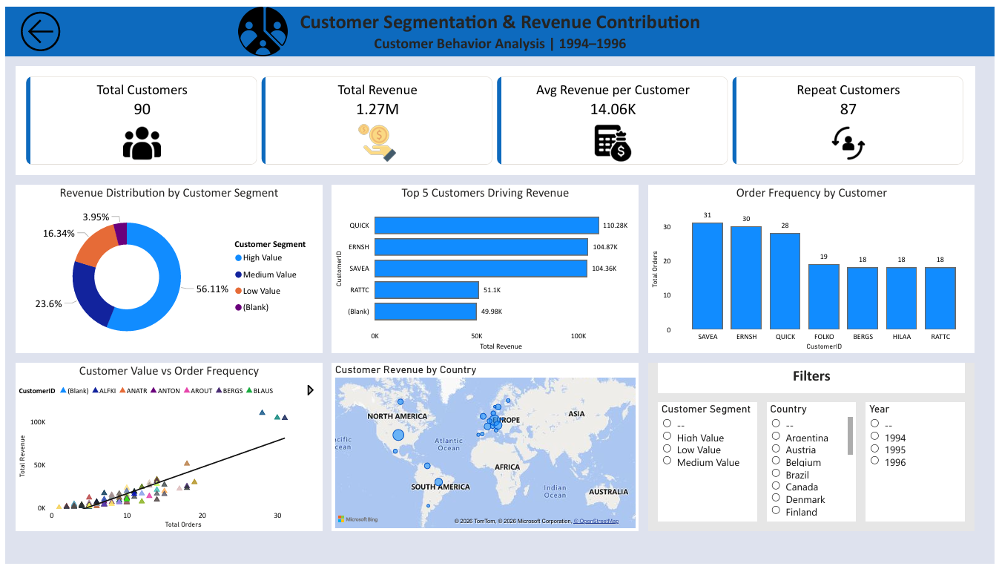 Customer Segmentation & Revenue Contribution
Customer Behavior Analysis | 1994–1996
Total Customers
90
Total Revenue
1.27M
Avg Revenue per Customer
14.06K
Repeat Customers
87
Revenue Distribution by Customer Segment
3.95%
16.34%
23.6%
56.11%
Customer Segment
High Value
Medium Value
Low Value
(Blank)
Top 5 Customers Driving Revenue
CustomerID
QUICK 110.28K
ERNSH 104.87K
SAVEA 104.36K
RATTC 51.1K
(Blank) 49.98K
0K 50K 100K
Total Revenue
Order Frequency by Customer
Total Orders
30
20
10
0
31 30 28 19 18 18 18
SAVEA ERNSH QUICK FOLKO BERGS HILAA RATTC
CustomerID
Customer Value vs Order Frequency
CustomerID (Blank) ALFKI ANATR ANTON AROUT BERGS BLAUS
Total Revenue
100K
50K
0K
0 10 20 30
Total Orders
Customer Revenue by Country
NORTH AMERICA
EUROPE
ASIA
cific
cean
Atlantic
Ocean
AFRICA
SOUTH AMERICA
Indian
Ocean
AUSTRALIA
Microsoft Bing
© 2026 TomTom, © 2026 Microsoft Corporation, © OpenStreetMap
Filters
Customer Segment
--
High Value
Low Value
Medium Value
Country
--
Argentina
Austria
Belgium
Brazil
Canada
Denmark
Finland
Year
--
1994
1995
1996